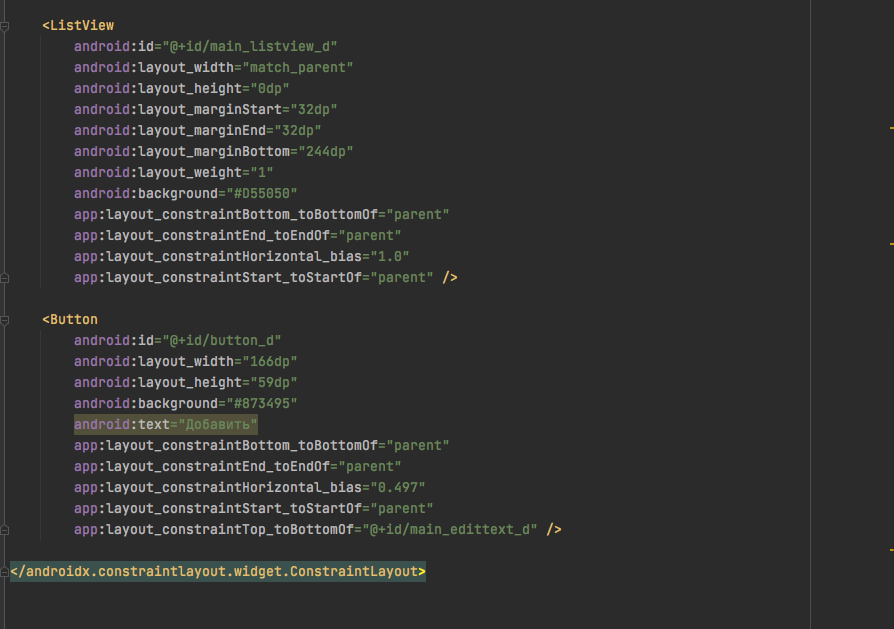 <ListView
android:id="@+id/main_listview_d"
android:layout_width="match_parent"
android:layout_height="0dp"
android:layout_marginStart="32dp"
android:layout_marginEnd="32dp"
android:layout_marginBottom="244dp"
android:layout_weight="1"
android:background="#D55050"
app:layout_constraintBottom_toBottomOf="parent"
app:layout_constraintEnd_toEndOf="parent"
app:layout_constraintHorizontal_bias="1.0"
app:layout_constraintStart_toStartOf="parent" />
<Button
android:id="@+id/button_d"
android:layout_width="166dp"
android:layout_height="59dp"
android:background="#873495"
android:text="Добавить"
app:layout_constraintBottom_toBottomOf="parent"
app:layout_constraintEnd_toEndOf="parent"
app:layout_constraintHorizontal_bias="0.497"
app:layout_constraintStart_toStartOf="parent"
app:layout_constraintTop_toBottomOf="@+id/main_edittext_d" />
</androidx.constraintlayout.widget.ConstraintLayout>